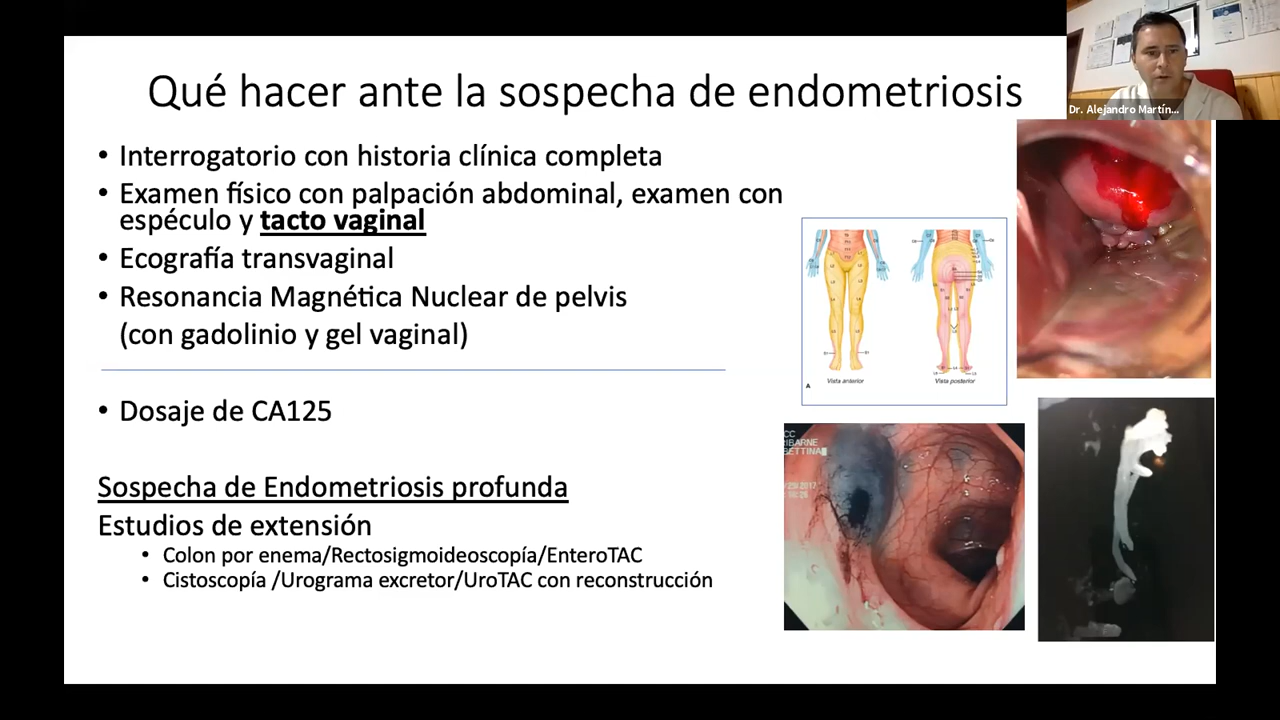 Qué hacer ante la sospecha de endometriosis
Dr. Alejandro Martín...
• Interrogatorio con historia clínica completa
• Examen físico con palpación abdominal, examen con
espéculo y tacto vaginal
• Ecografía transvaginal
• Resonancia Magnética Nuclear de pelvis
(con gadolinio y gel vaginal)
• Dosaje de CA125
Sospecha de Endometriosis profunda
Estudios de extensión
• Colon por enema/Rectosigmoideoscopía/EnteroTAC
• Cistoscopía /Urograma excretor/UroTAC con reconstrucción
Vista anterior
Vista posterior
A
CC
RIBARNE
BETTINA